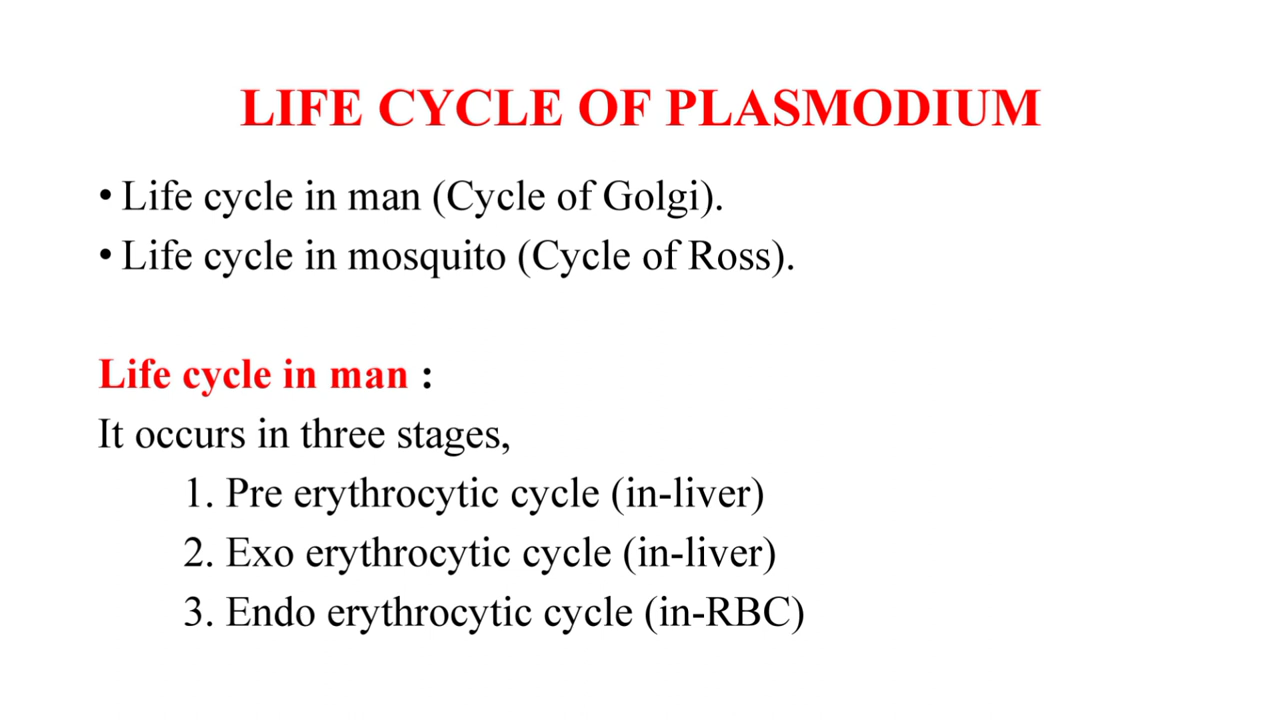 LIFE CYCLE OF PLASMODIUM
• Life cycle in man (Cycle of Golgi).
• Life cycle in mosquito (Cycle of Ross).
Life cycle in man :
It occurs in three stages,
1. Pre erythrocytic cycle (in-liver)
2. Exo erythrocytic cycle (in-liver)
3. Endo erythrocytic cycle (in-RBC)